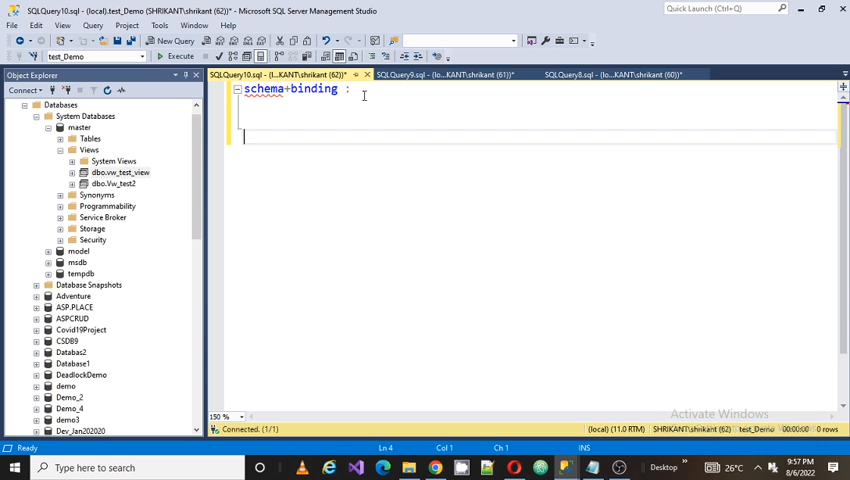 SQLQuery10.sql - (local).test_Demo (SHRIKANT\shrikant (62))* - Microsoft SQL Server Management Studio
Quick Launch (Ctrl+Q)
File Edit View Query Project Tools Window Help
New Query
test_Demo
Execute
Object Explorer
SQLQuery10.sql - (l...KANT\shrikant (62))*
SQLQuery9.sql - (lo...KANT\shrikant (61))*
SQLQuery8.sql - (lo...KANT\shrikant (60))*
Connect
schema+binding :
Databases
System Databases
master
Tables
Views
System Views
dbo.vw_test_view
dbo.Vw_test2
Synonyms
Programmability
Service Broker
Storage
Security
model
msdb
tempdb
Database Snapshots
Adventure
ASP.PLACE
ASPCRUD
Covid19Project
CSDB9
Databas2
Database1
DeadlockDemo
demo
Demo_2
Demo_4
demo3
Dev_Jan202020
150 %
Activate Windows
Connected. (1/1)
(local) (11.0 RTM)
SHRIKANT\shrikant (62)
test_Demo
00:00:00
0 rows
Ready
Ln 4
Col 1
Ch 1
INS
Type here to search
Desktop
26°C
9:57 PM
8/6/2022